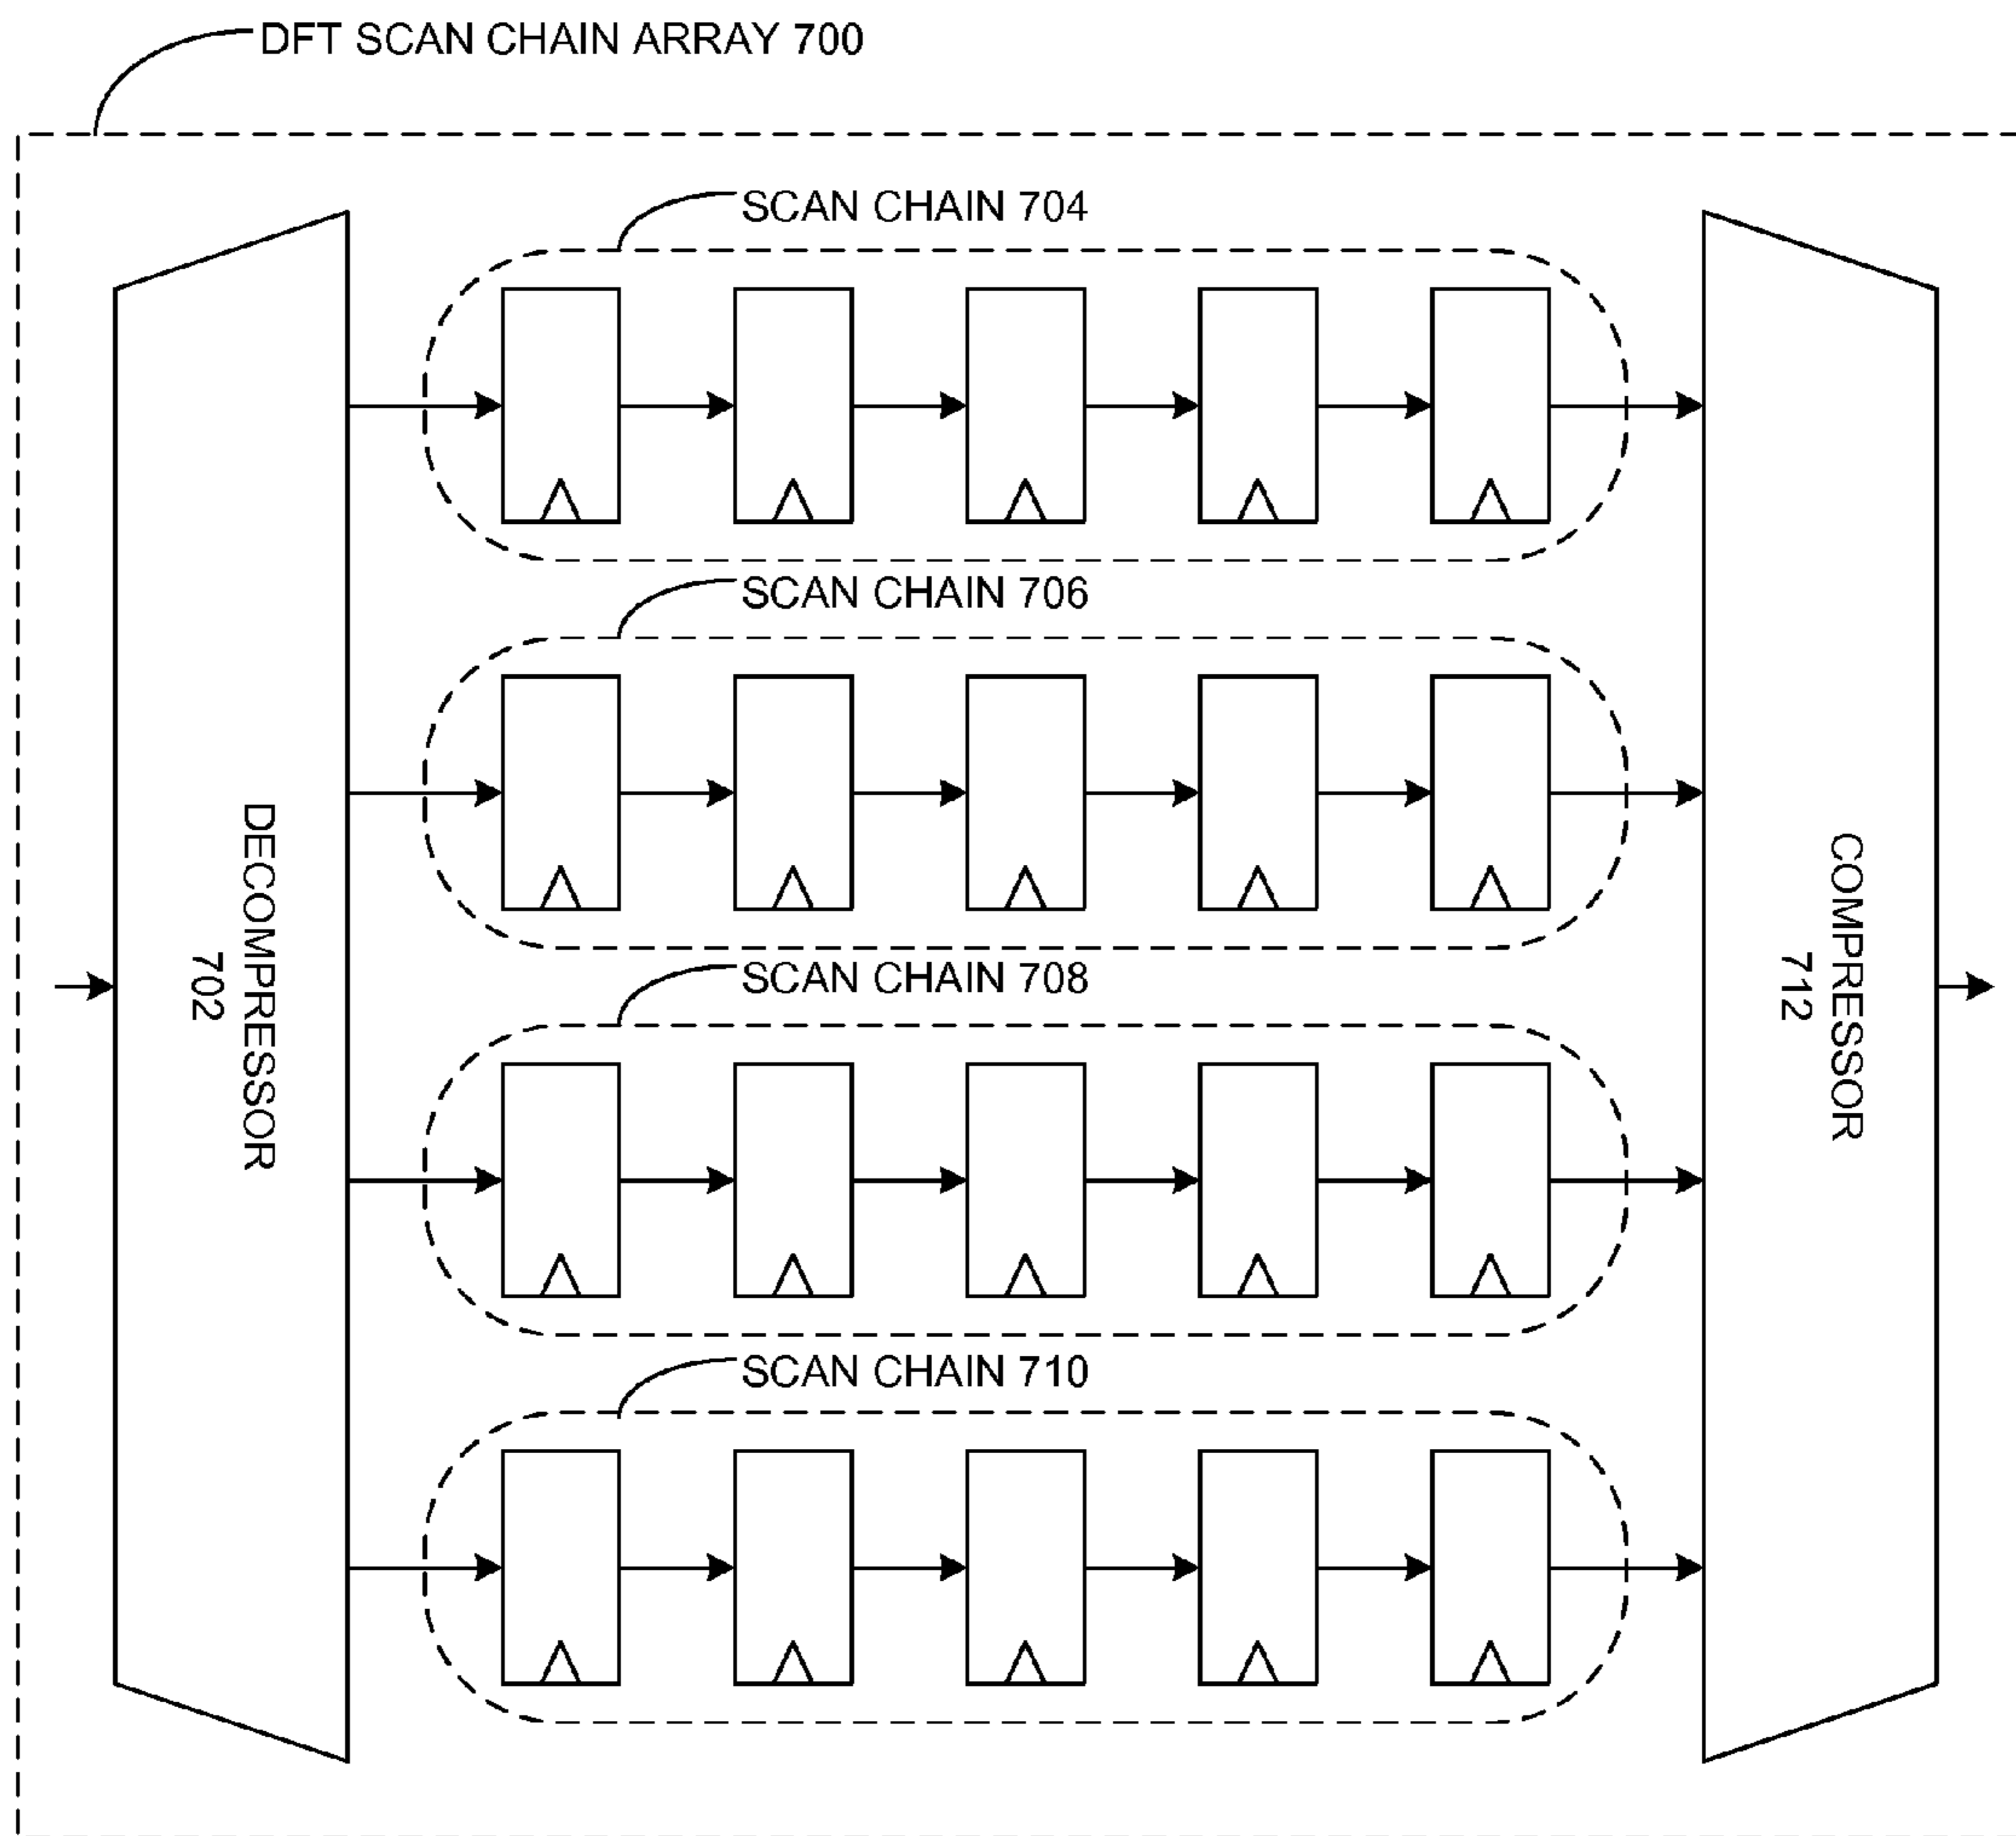 DFT SCAN CHAIN ARRAY 700
SCAN CHAIN 704
SCAN CHAIN 706
SCAN CHAIN 708
SCAN CHAIN 710
DECOMPRESSOR
702
COMPRESSOR
712